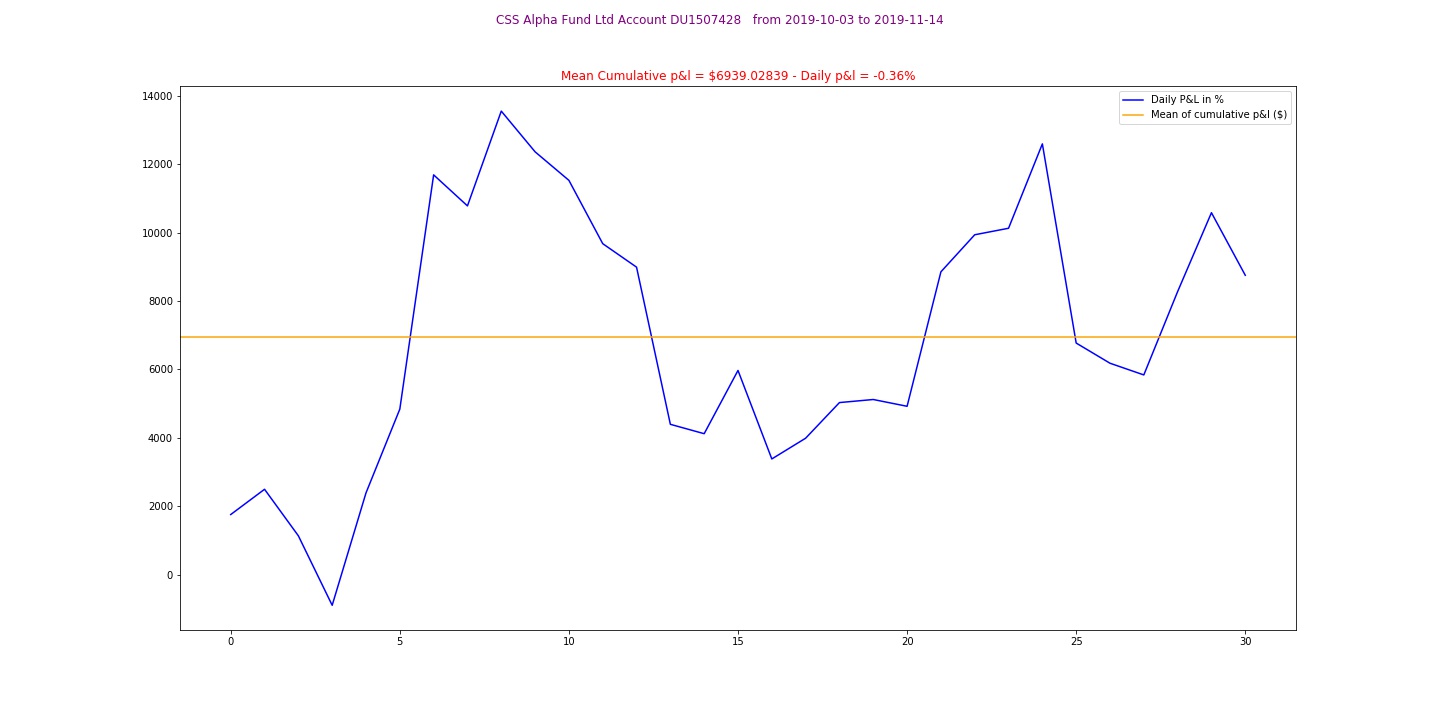 CSS Alpha Fund Ltd Account DU1507428   from 2019-10-03 to 2019-11-14
Mean Cumulative p&l = $6939.02839 - Daily p&l = -0.36%
Daily P&L in %
Mean of cumulative p&l ($)
14000
12000
10000
8000
6000
4000
2000
0
0 5 10 15 20 25 30